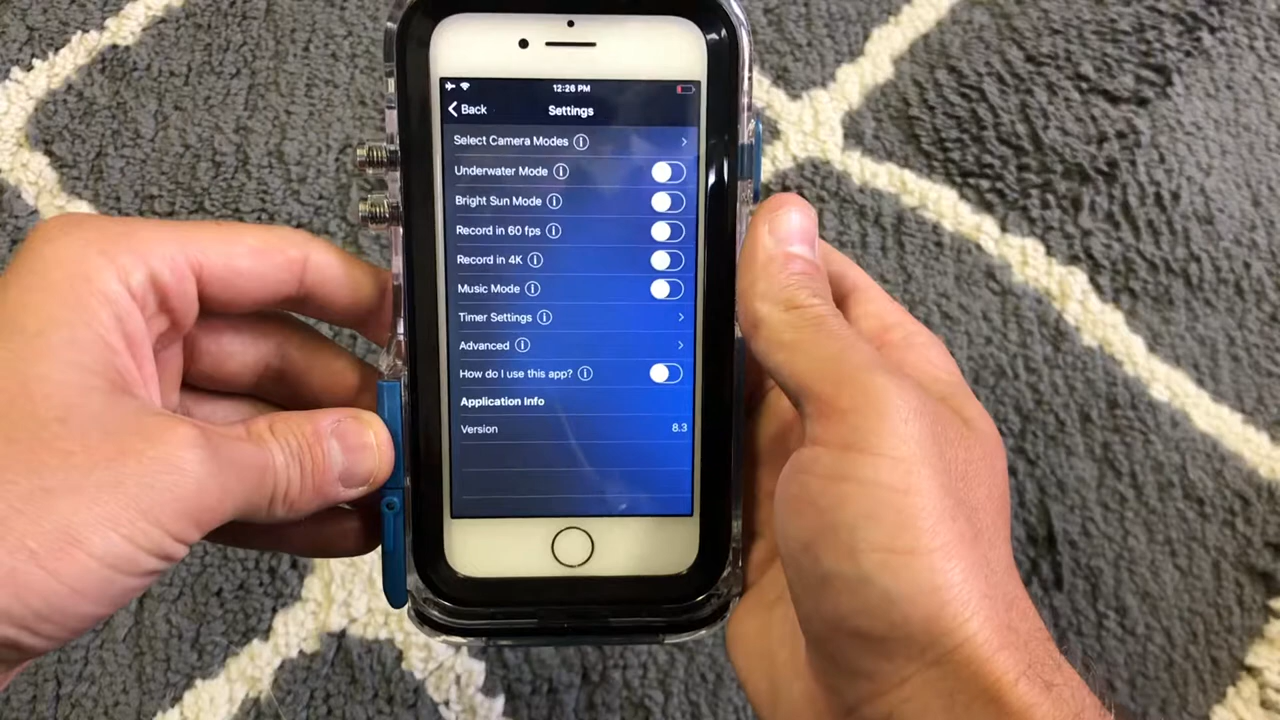 12:26 PM
Back
Settings
Select Camera Modes
Underwater Mode
Bright Sun Mode
Record in 60 fps
Record in 4K
Music Mode
Timer Settings
Advanced
How do I use this app?
Application Info
Version 8.3